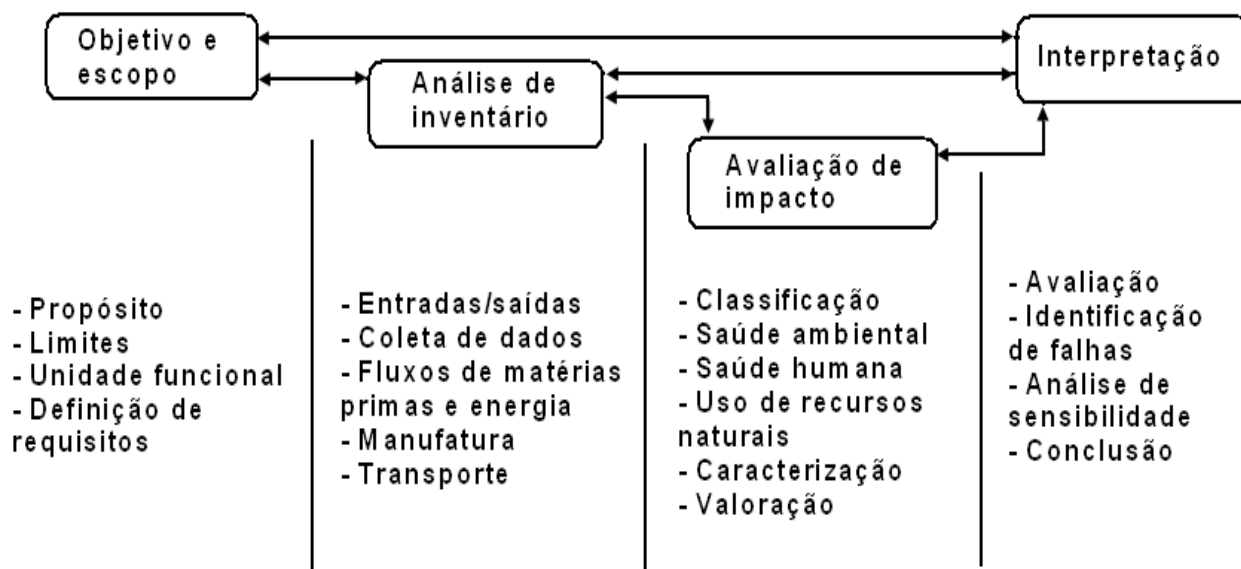 Objetivo e
escopo
Análise de
inventário
Avaliação de
impacto
Interpretação
- Propósito
- Limites
- Unidade funcional
- Definição de
requisitos
- Entradas/saídas
- Coleta de dados
- Fluxos de matérias
primas e energia
- Manufatura
- Transporte
- Classificação
- Saúde ambiental
- Saúde humana
- Uso de recursos
naturais
- Caracterização
- Valoração
- Avaliação
- Identificação
de falhas
- Análise de
sensibilidade
- Conclusão